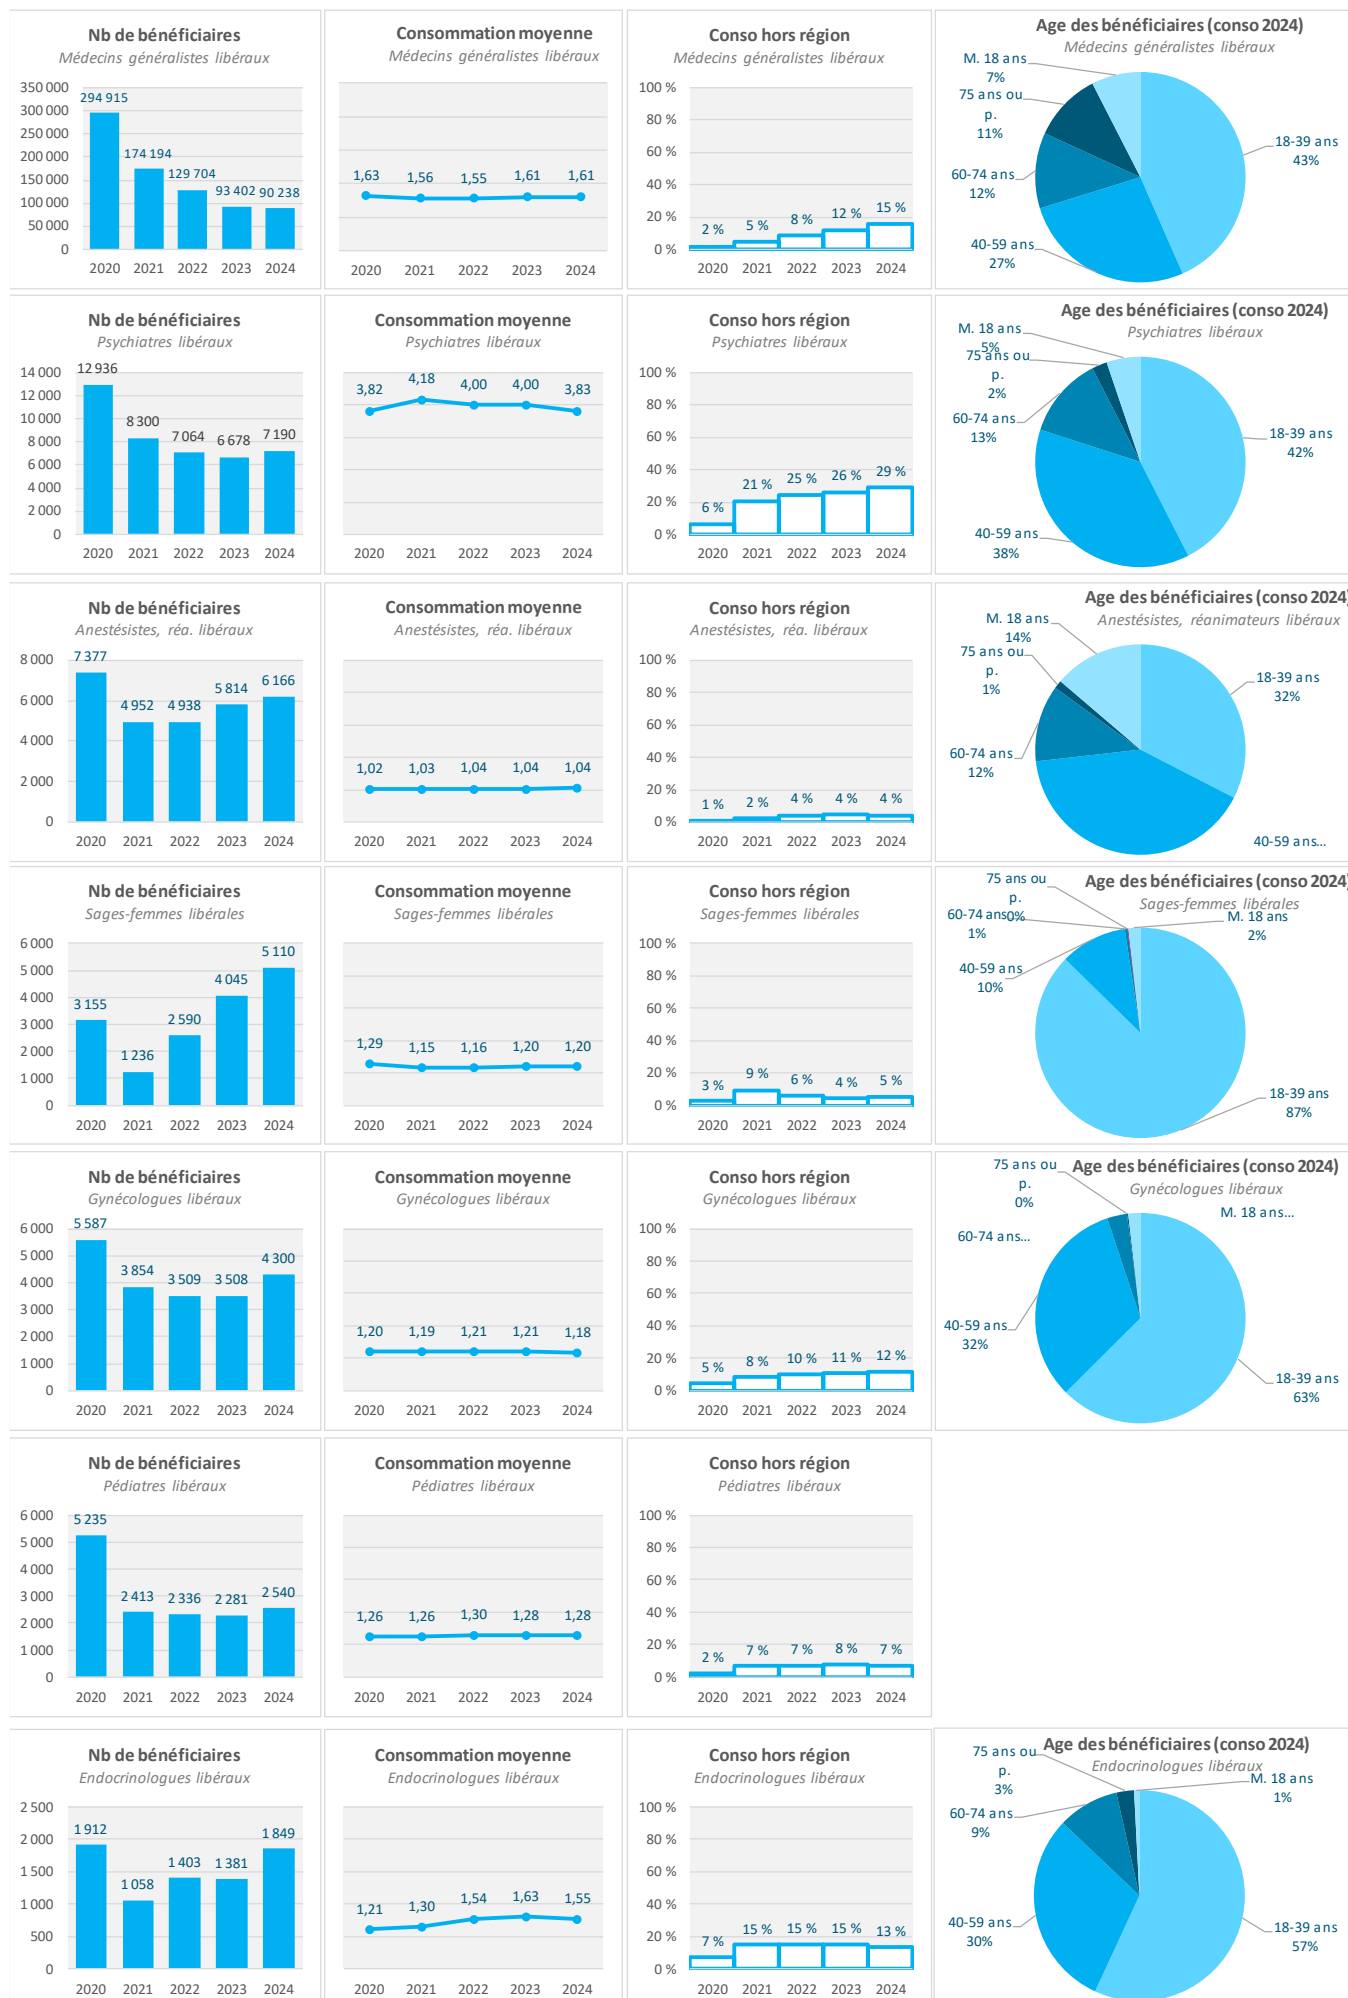 Nb de bénéficiaires
Médecins généralistes libéraux
350 000
300 000
250 000
200 000
150 000
100 000
50 000
0
294 915
174 194
129 704
93 402
90 238
2020 2021 2022 2023 2024
Consommation moyenne
Médecins généralistes libéraux
1,63 1,56 1,55 1,61 1,61
2020 2021 2022 2023 2024
Conso hors région
Médecins généralistes libéraux
100 %
80 %
60 %
40 %
20 %
0 %
2 % 5 % 8 % 12 % 15 %
2020 2021 2022 2023 2024
Age des bénéficiaires (conso 2024)
Médecins généralistes libéraux
M. 18 ans
7%
75 ans ou
p.
11%
60-74 ans
12%
40-59 ans
27%
18-39 ans
43%
Nb de bénéficiaires
Psychiatres libéraux
14 000
12 000
10 000
8 000
6 000
4 000
2 000
0
12 936
8 300
7 064
6 678
7 190
2020 2021 2022 2023 2024
Consommation moyenne
Psychiatres libéraux
3,82 4,18 4,00 4,00 3,83
2020 2021 2022 2023 2024
Conso hors région
Psychiatres libéraux
100 %
80 %
60 %
40 %
20 %
0 %
6 % 21 % 25 % 26 % 29 %
2020 2021 2022 2023 2024
Age des bénéficiaires (conso 2024)
Psychiatres libéraux
M. 18 ans
5%
75 ans ou
p.
2%
60-74 ans
13%
40-59 ans
38%
18-39 ans
42%
Nb de bénéficiaires
Anestésistes, réa. libéraux
8 000
6 000
4 000
2 000
0
7 377
4 952
4 938
5 814
6 166
2020 2021 2022 2023 2024
Consommation moyenne
Anestésistes, réa. libéraux
1,02 1,03 1,04 1,04 1,04
2020 2021 2022 2023 2024
Conso hors région
Anestésistes, réa. libéraux
100 %
80 %
60 %
40 %
20 %
0 %
1 % 2 % 4 % 4 % 4 %
2020 2021 2022 2023 2024
Age des bénéficiaires (conso 2024)
Anestésistes, réanimateurs libéraux
M. 18 ans
14%
75 ans ou
p.
1%
60-74 ans
12%
18-39 ans
32%
40-59 ans...
Nb de bénéficiaires
Sages-femmes libérales
6 000
5 000
4 000
3 000
2 000
1 000
0
3 155
1 236
2 590
4 045
5 110
2020 2021 2022 2023 2024
Consommation moyenne
Sages-femmes libérales
1,29 1,15 1,16 1,20 1,20
2020 2021 2022 2023 2024
Conso hors région
Sages-femmes libérales
100 %
80 %
60 %
40 %
20 %
0 %
3 % 9 % 6 % 4 % 5 %
2020 2021 2022 2023 2024
Age des bénéficiaires (conso 2024)
Sages-femmes libérales
75 ans ou
p.
0%
60-74 ans
1%
M. 18 ans
2%
40-59 ans
10%
18-39 ans
87%
Nb de bénéficiaires
Gynécologues libéraux
6 000
5 000
4 000
3 000
2 000
1 000
0
5 587
3 854
3 509
3 508
4 300
2020 2021 2022 2023 2024
Consommation moyenne
Gynécologues libéraux
1,20 1,19 1,21 1,21 1,18
2020 2021 2022 2023 2024
Conso hors région
Gynécologues libéraux
100 %
80 %
60 %
40 %
20 %
0 %
5 % 8 % 10 % 11 % 12 %
2020 2021 2022 2023 2024
Age des bénéficiaires (conso 2024)
Gynécologues libéraux
75 ans ou
p.
0%
M. 18 ans...
60-74 ans...
40-59 ans
32%
18-39 ans
63%
Nb de bénéficiaires
Pédiatres libéraux
6 000
5 000
4 000
3 000
2 000
1 000
0
5 235
2 413
2 336
2 281
2 540
2020 2021 2022 2023 2024
Consommation moyenne
Pédiatres libéraux
1,26 1,26 1,30 1,28 1,28
2020 2021 2022 2023 2024
Conso hors région
Pédiatres libéraux
100 %
80 %
60 %
40 %
20 %
0 %
2 % 7 % 7 % 8 % 7 %
2020 2021 2022 2023 2024
Nb de bénéficiaires
Endocrinologues libéraux
2 500
2 000
1 500
1 000
500
0
1 912
1 058
1 403
1 381
1 849
2020 2021 2022 2023 2024
Consommation moyenne
Endocrinologues libéraux
1,21 1,30 1,54 1,63 1,55
2020 2021 2022 2023 2024
Conso hors région
Endocrinologues libéraux
100 %
80 %
60 %
40 %
20 %
0 %
7 % 15 % 15 % 15 % 13 %
2020 2021 2022 2023 2024
Age des bénéficiaires (conso 2024)
Endocrinologues libéraux
75 ans ou
p.
3%
M. 18 ans
1%
60-74 ans
9%
40-59 ans
30%
18-39 ans
57%